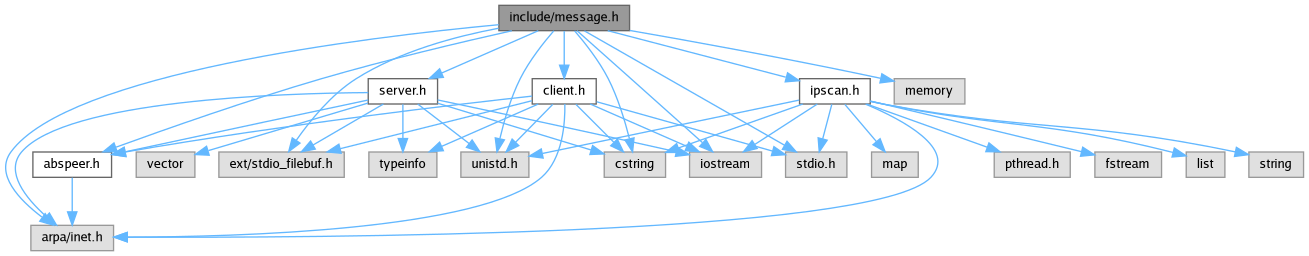 include/message.h
server.h
client.h
ipscan.h
memory
abspeer.h
vector
ext/stdio_filebuf.h
typeinfo
unistd.h
cstring
iostream
stdio.h
map
pthread.h
fstream
list
string
arpa/inet.h